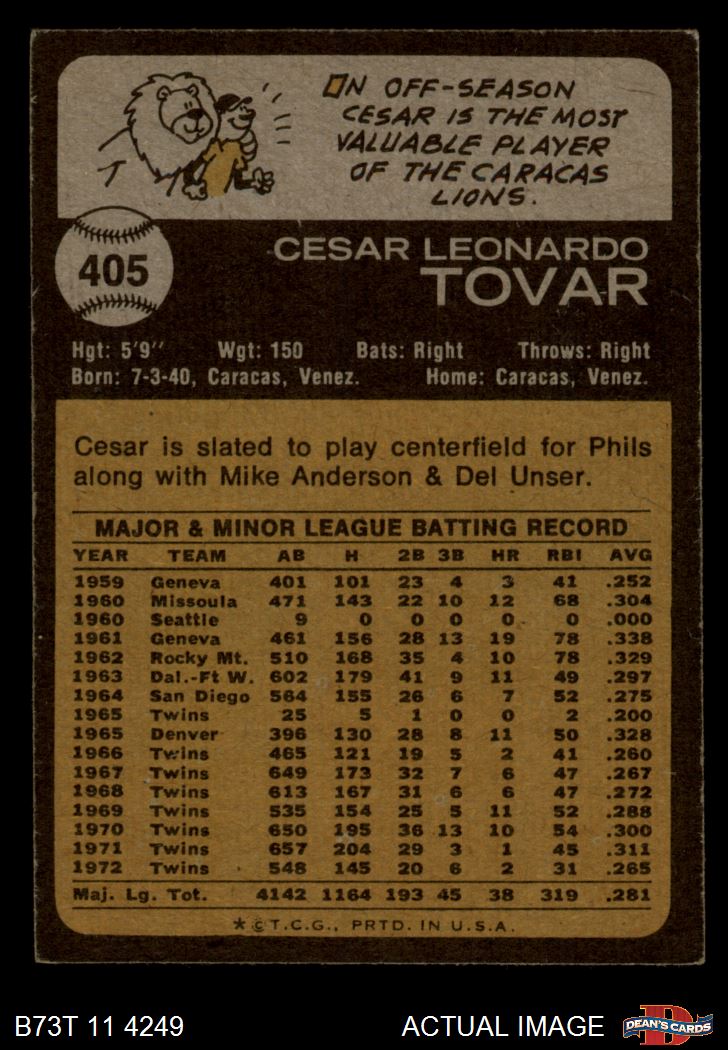 ON OFF-SEASON
CESAR IS THE MOST
VALUABLE PLAYER
OF THE CARACAS
LIONS.
405
CESAR LEONARDO
TOVAR
Hgt: 5'9" Wgt: 150 Bats: Right Throws: Right
Born: 7-3-40, Caracas, Venez. Home: Caracas, Venez.
Cesar is slated to play centerfield for Phils
along with Mike Anderson & Del Unser.
MAJOR & MINOR LEAGUE BATTING RECORD
YEAR TEAM AB H 2B 3B HR RBI AVG
1959 Geneva 401 101 23 4 3 41 .252
1960 Missoula 471 143 22 10 12 68 .304
1960 Seattle 9 0 0 0 0 0 .000
1961 Geneva 461 156 28 13 19 78 .338
1962 Rocky Mt. 510 168 35 4 10 78 .329
1963 Dal.-Ft W. 602 179 41 9 11 49 .297
1964 San Diego 564 155 26 6 7 52 .275
1965 Twins 25 5 1 0 0 2 .200
1965 Denver 396 130 28 8 11 50 .328
1966 Twins 465 121 19 5 2 41 .260
1967 Twins 649 173 32 7 6 47 .267
1968 Twins 613 167 31 6 6 47 .272
1969 Twins 535 154 25 5 11 52 .288
1970 Twins 650 195 36 13 10 54 .300
1971 Twins 657 204 29 3 1 45 .311
1972 Twins 548 145 20 6 2 31 .265
Maj. Lg. Tot. 4142 1164 193 45 38 319 .281
*©T.C.G., PRTD. IN U.S.A.
B73T 11 4249 ACTUAL IMAGE D DEAN'S CARDS